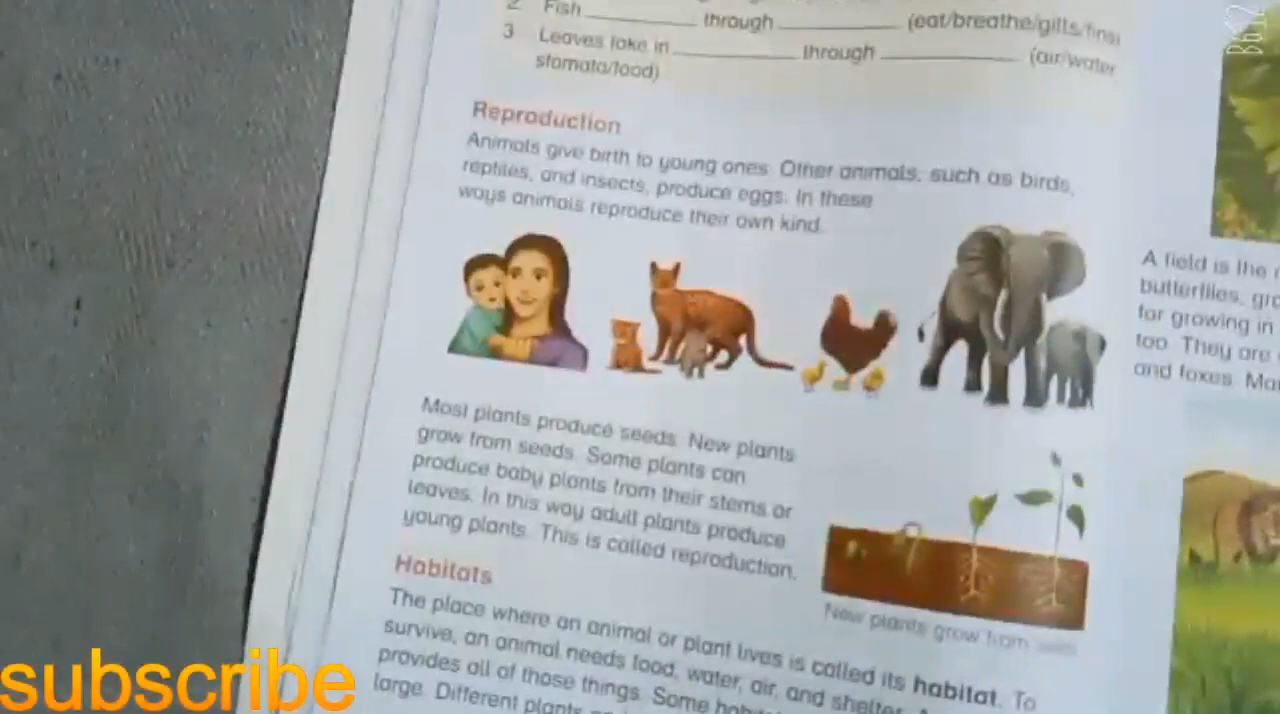 2 Fish ____ through ____ (eat/breathe/gills/fins)
3 Leaves take in ____ through ____ (air/water
stomata/food)
Reproduction
Animals give birth to young ones. Other animals, such as birds,
reptiles, and insects, produce eggs. In these
ways animals reproduce their own kind.
Most plants produce seeds. New plants
grow from seeds. Some plants can
produce baby plants from their stems or
leaves. In this way adult plants produce
young plants. This is called reproduction.
New plants grow from
Habitats
The place where an animal or plant lives is called its habitat. To
survive, an animal needs food, water, air, and shelter.
provides all of those things. Some
large. Different plants
A field is the
butterflies,
for growing in
too. They are
and foxes.
subscribe